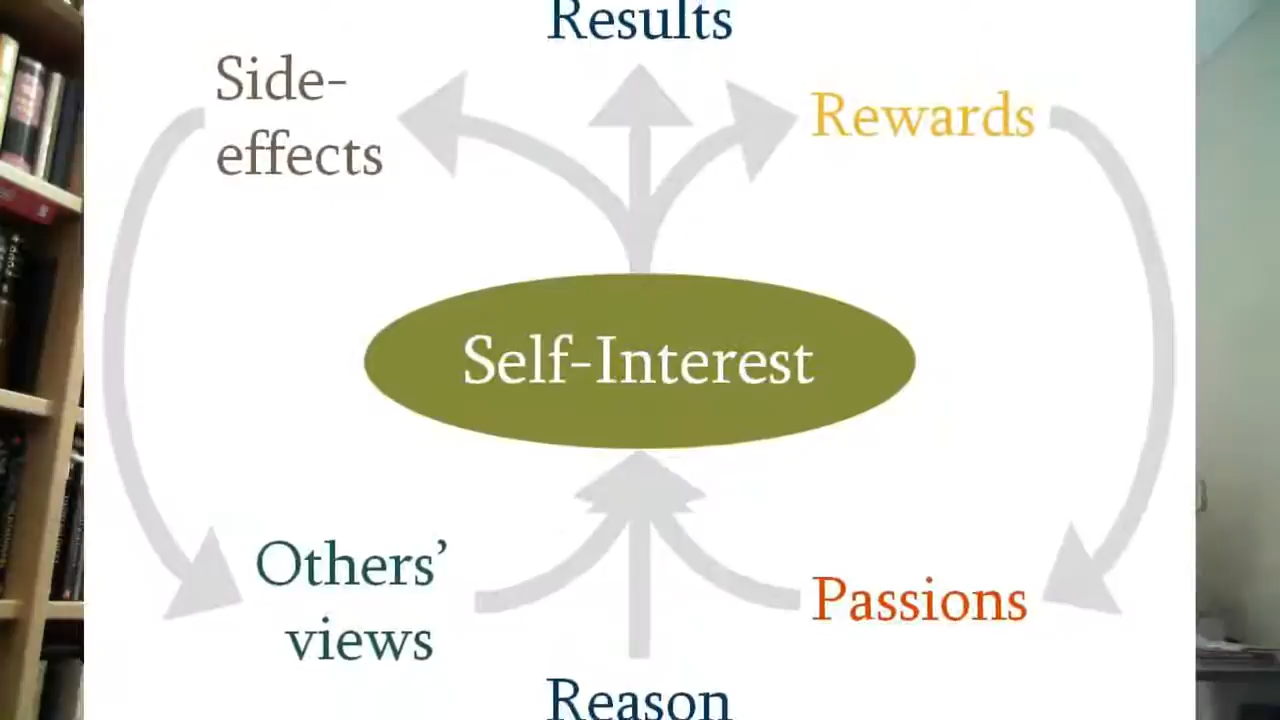 Results
Side-
effects
Rewards
Self-Interest
Others’
views
Passions
Reason